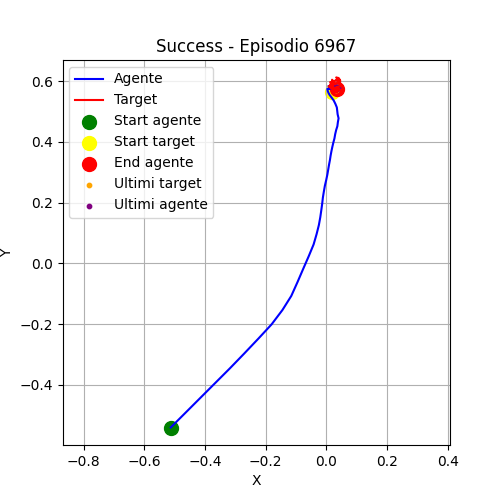 Success - Episodio 6967
Agente
Target
Start agente
Start target
End agente
Ultimi target
Ultimi agente
0.6
0.4
0.2
0.0
−0.2
−0.4
Y
−0.8
−0.6
−0.4
−0.2
0.0
0.2
0.4
X